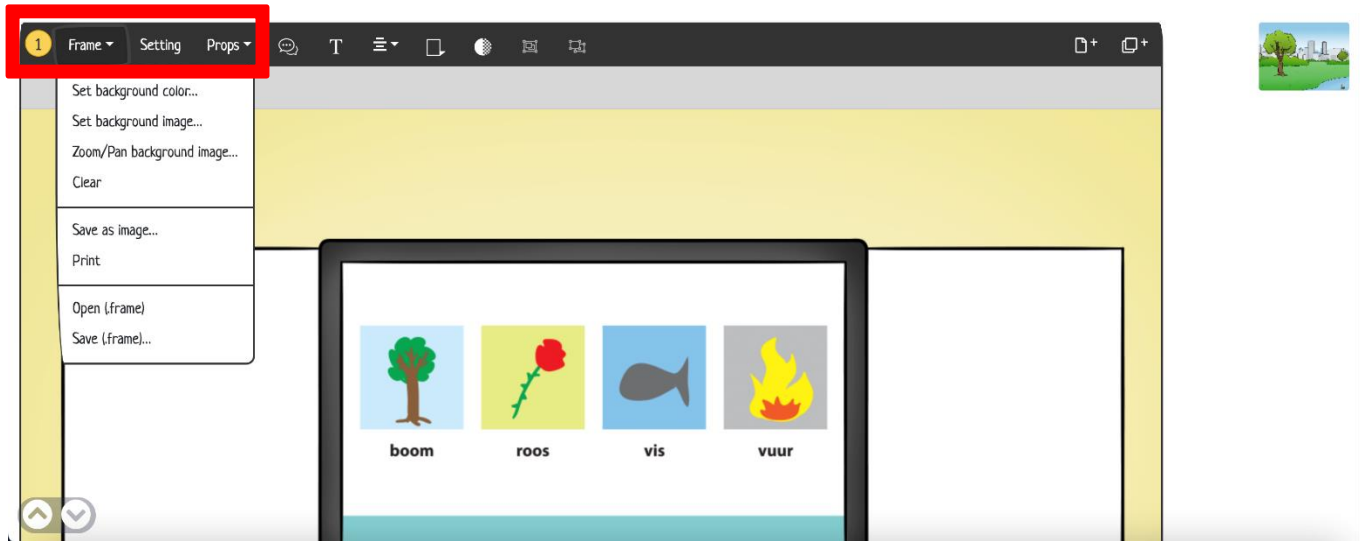 1 Frame Setting Props T
Set background color...
Set background image...
Zoom/Pan background image...
Clear
Save as image...
Print
Open (.frame)
Save (.frame)...
boom roos vis vuur